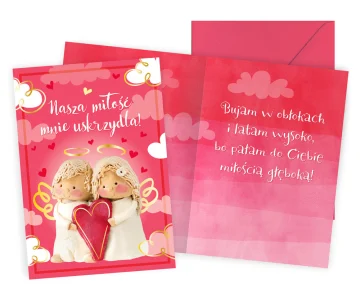 Nasza miłość
mnie uskrzydla!
Bujam w obłokach
i latam wysoko,
bo pałam do Ciebie
miłością głęboką!